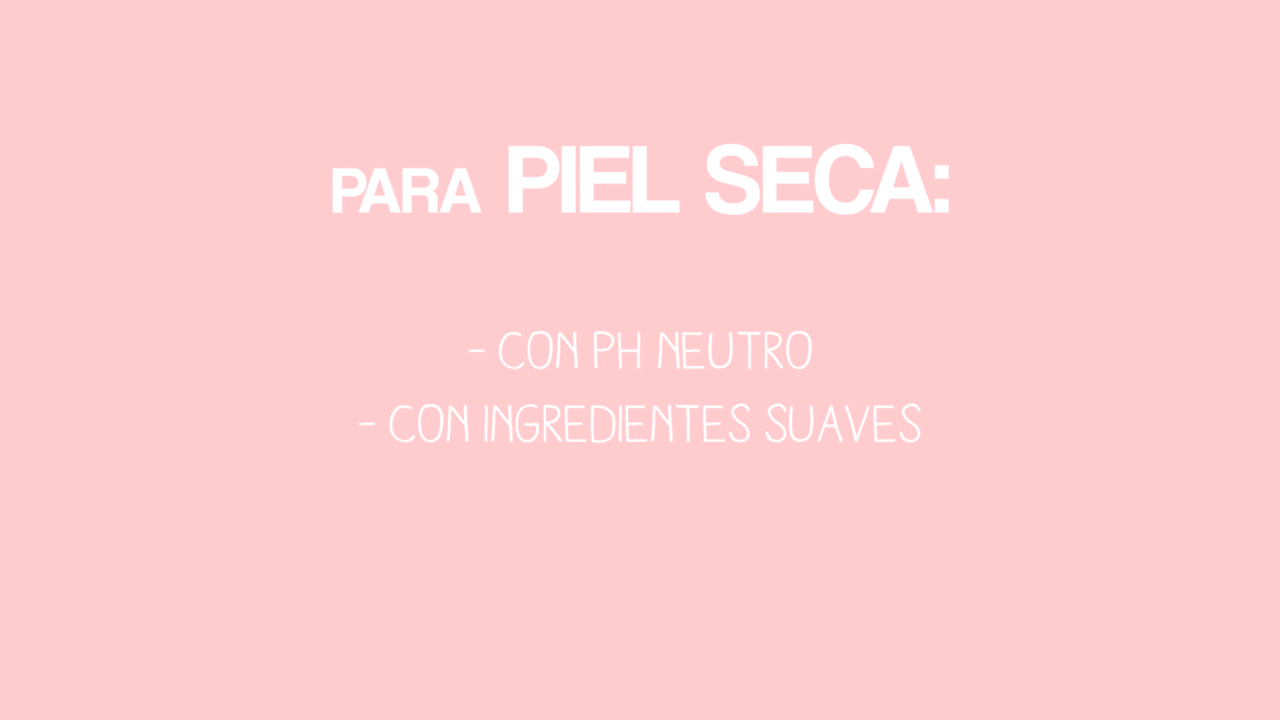 PARA PIEL SECA:
- CON PH NEUTRO
- CON INGREDIENTES SUAVES